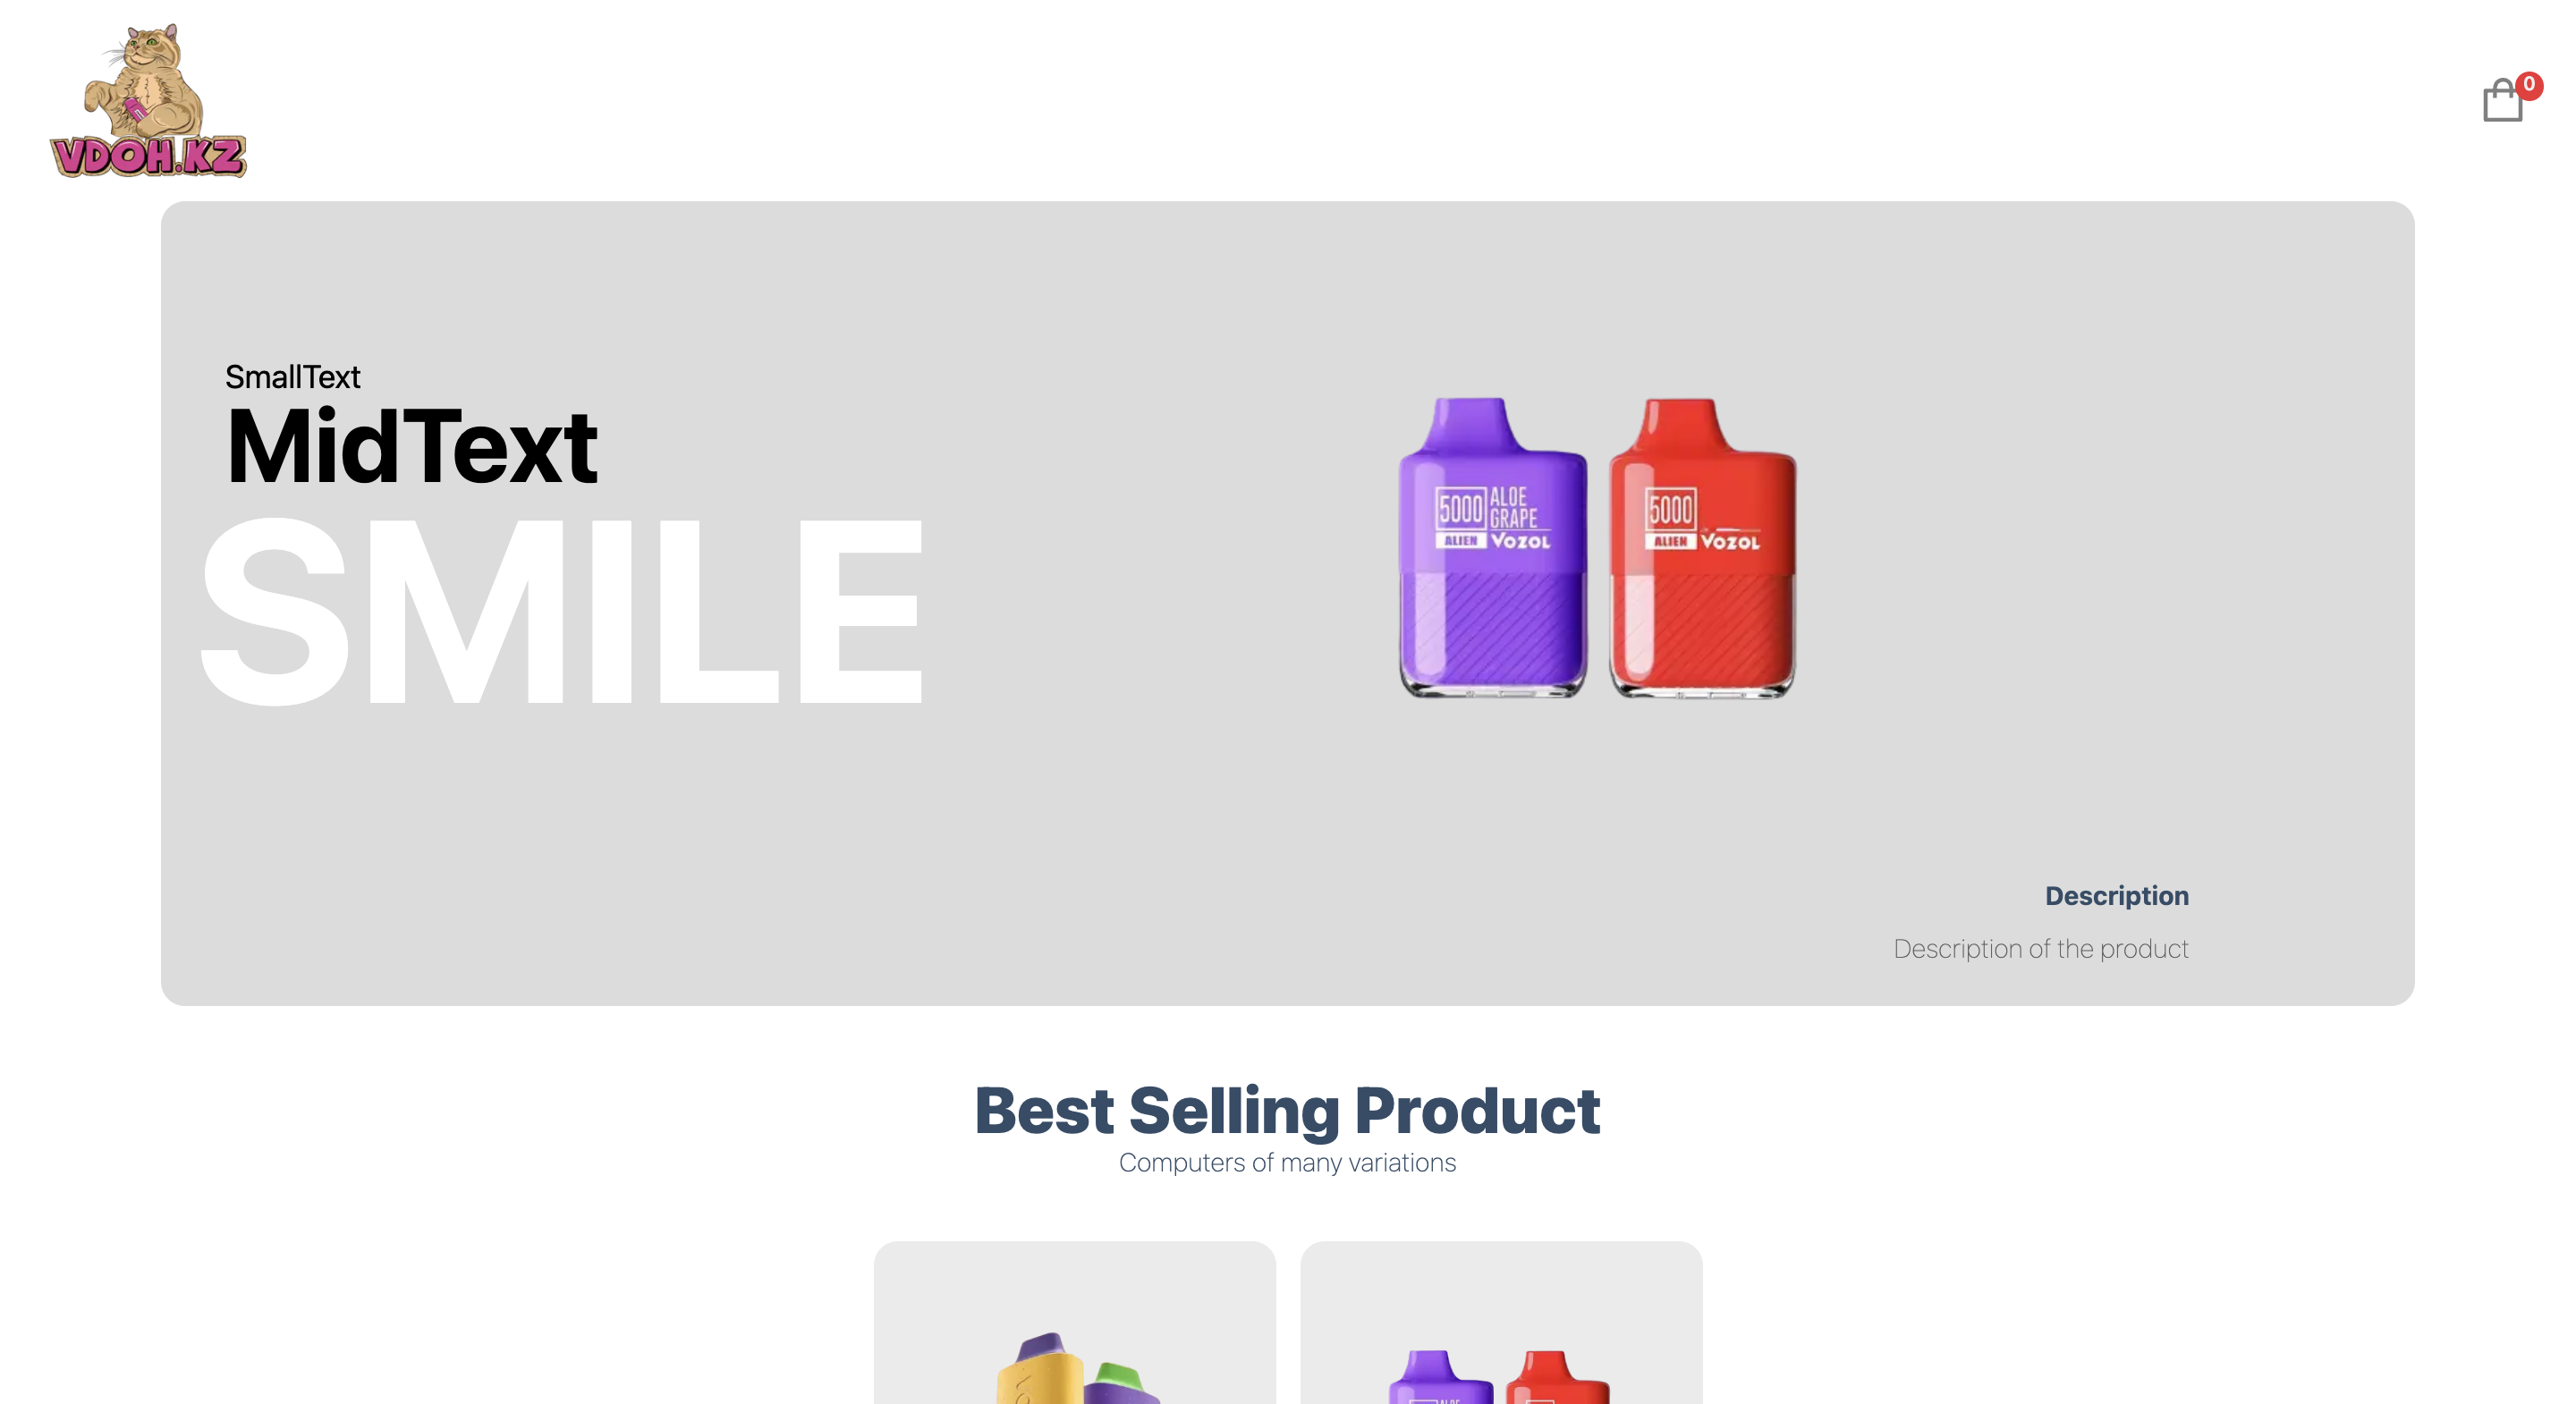 VDOH.KZ
0
SmallText
MidText
SMILE
5000 ALOE GRAPE
ALIEN VOZOL
5000
ALIEN VOZOL
Description
Description of the product
Best Selling Product
Computers of many variations